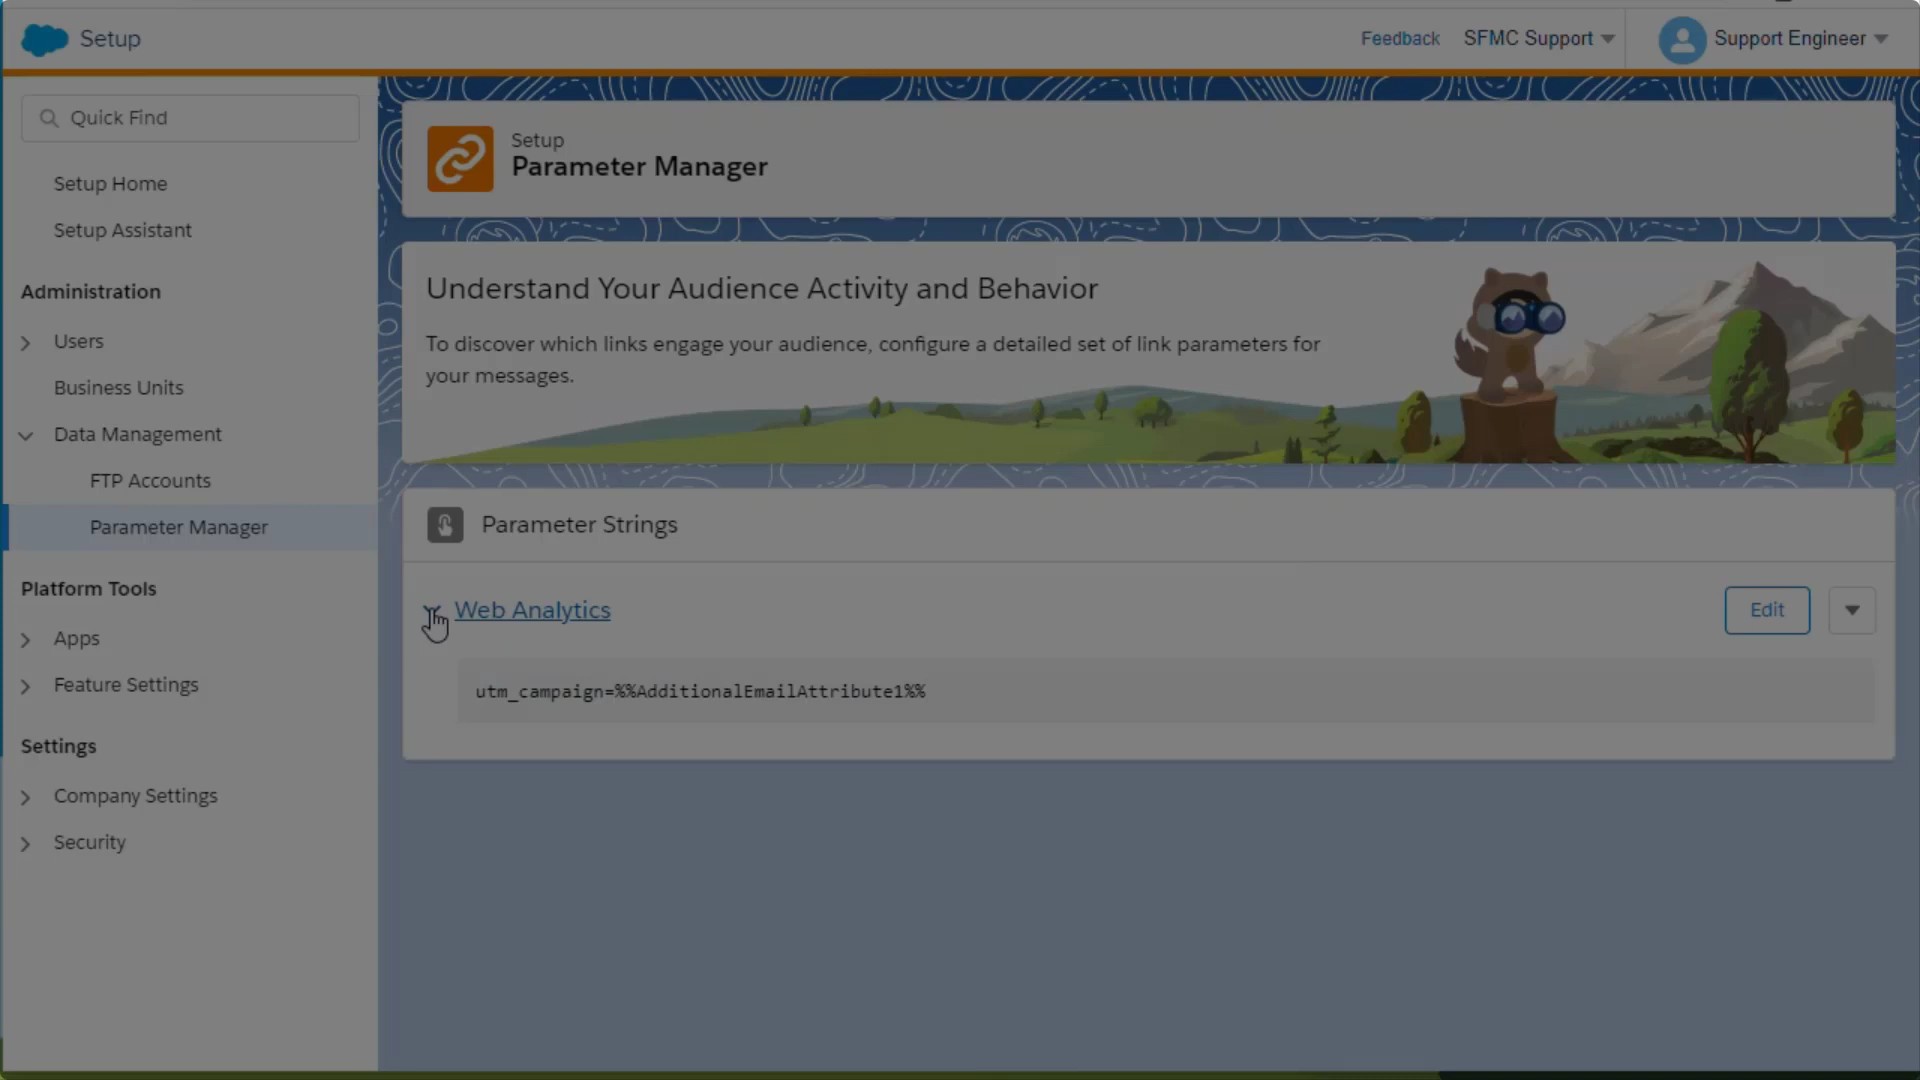 Setup
Feedback
SFMC Support
Support Engineer
Quick Find
Setup Home
Setup Assistant
Administration
Users
Business Units
Data Management
FTP Accounts
Parameter Manager
Platform Tools
Apps
Feature Settings
Settings
Company Settings
Security
Setup
Parameter Manager
Understand Your Audience Activity and Behavior
To discover which links engage your audience, configure a detailed set of link parameters for
your messages.
Parameter Strings
Web Analytics
Edit
utm_campaign=%%AdditionalEmailAttribute1%%